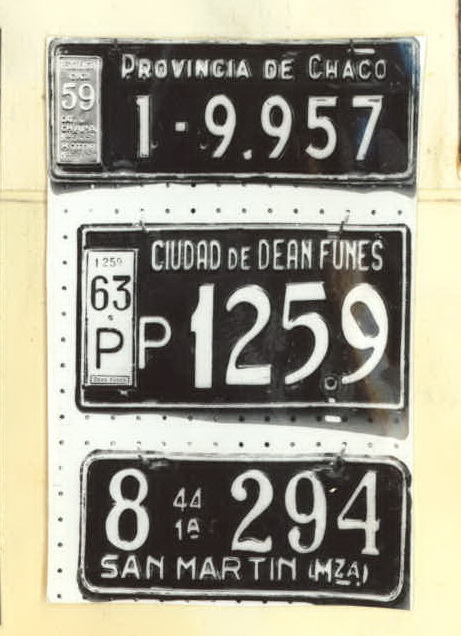 PROVINCIA DE CHACO
59
1-9.957
CIUDAD DE DEAN FUNES
1259
63
P
P 1259
8 44 1A 294
SAN MARTIN (MZA)